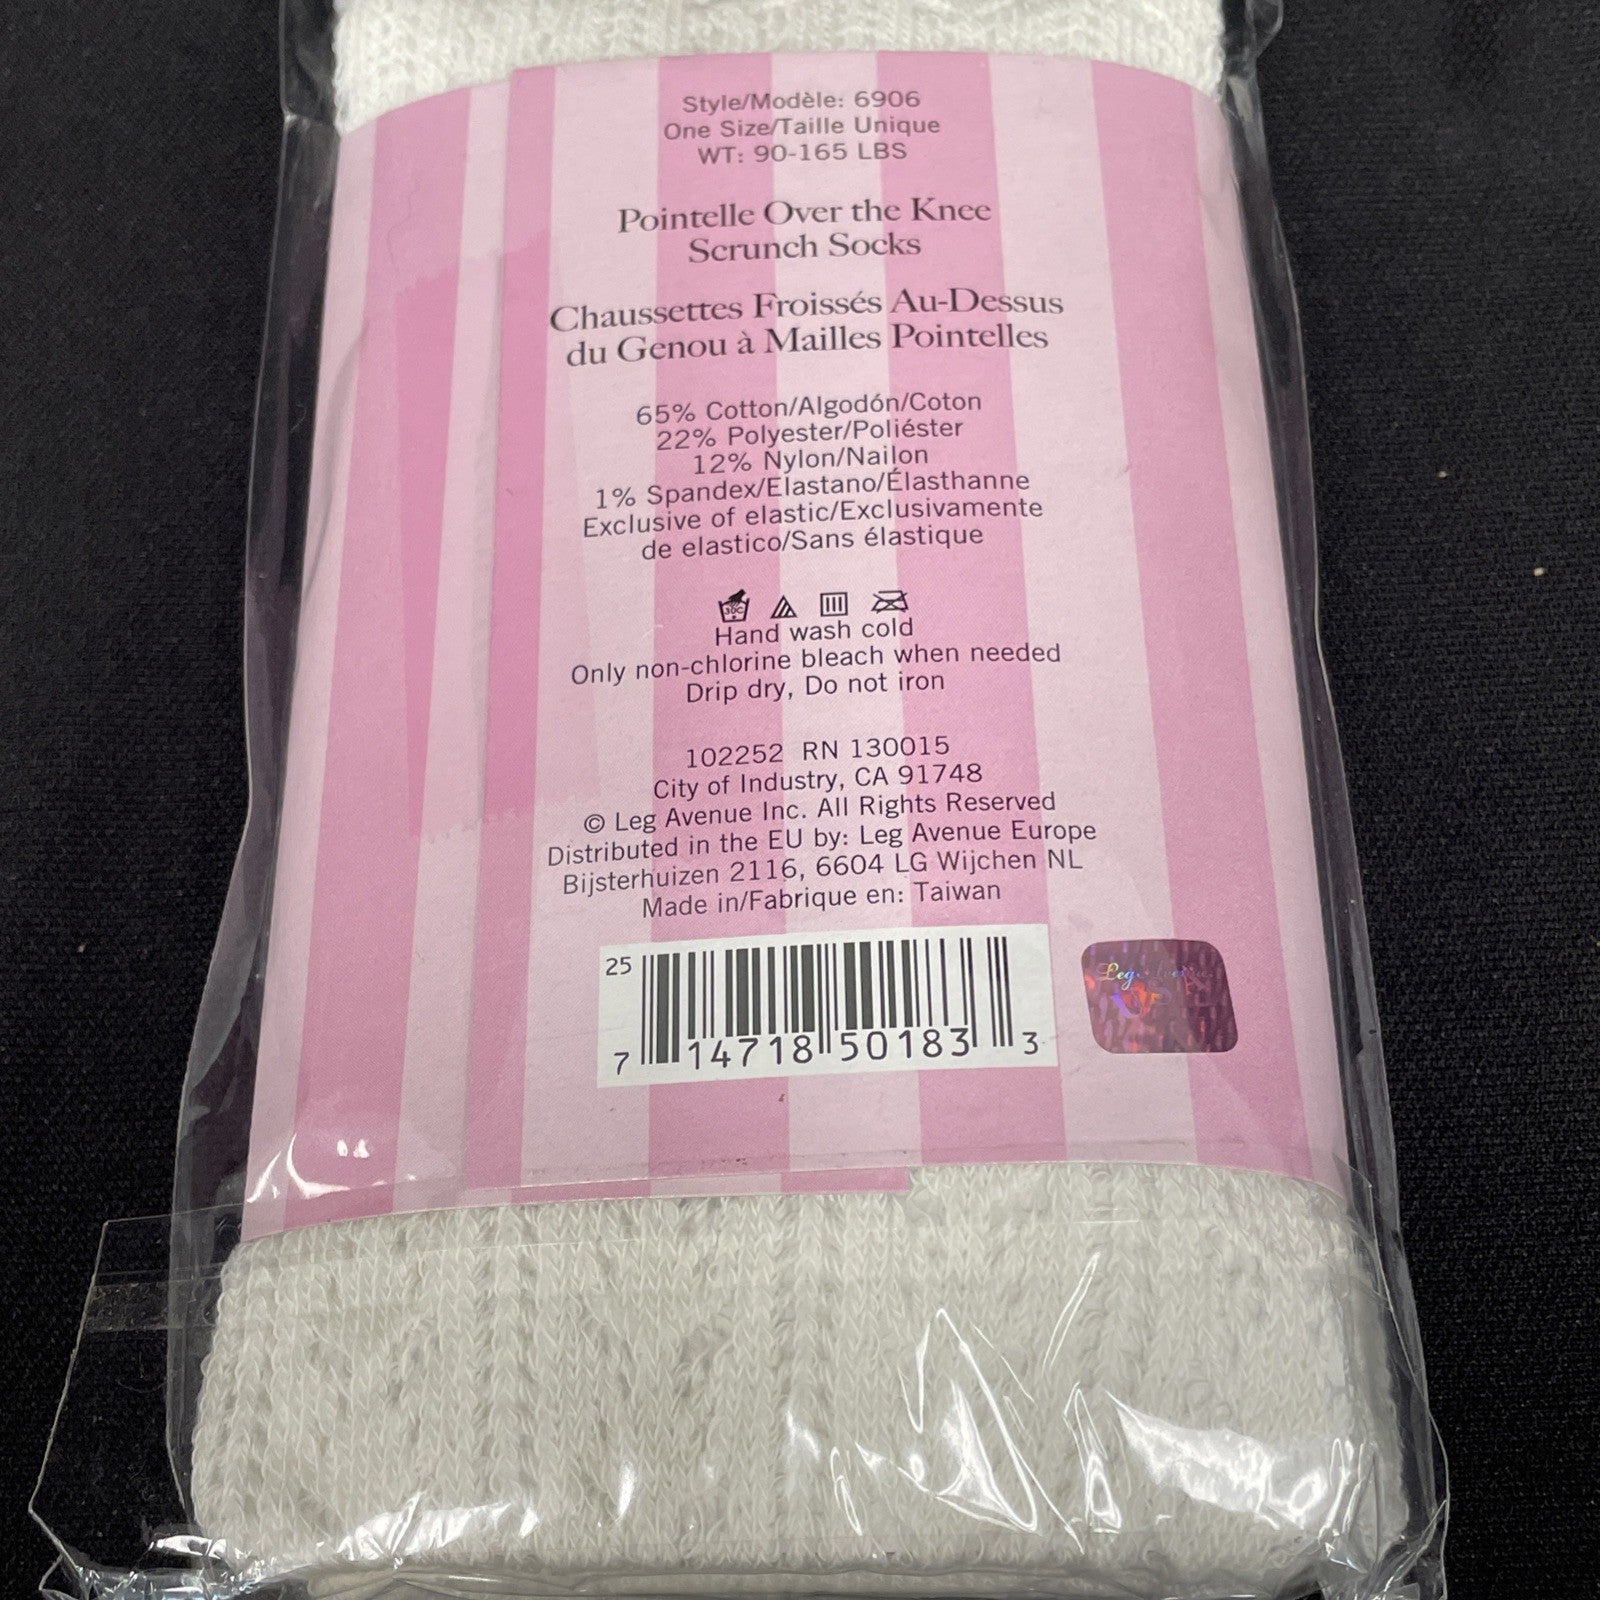 Style/Modèle: 6906
One Size/Taille Unique
WT: 90-165 LBS
Pointelle Over the Knee
Scrunch Socks
Chaussettes Froissés Au-Dessus
du Genou à Mailles Pointelles
65% Cotton/Algodón/Coton
22% Polyester/Poliéster
12% Nylon/Nailon
1% Spandex/Elastano/Élasthanne
Exclusive of elastic/Exclusivamente
de elastico/Sans élastique
30C
Hand wash cold
Only non-chlorine bleach when needed
Drip dry, Do not iron
102252 RN 130015
City of Industry, CA 91748
© Leg Avenue Inc. All Rights Reserved
Distributed in the EU by: Leg Avenue Europe
Bijsterhuizen 2116, 6604 LG Wijchen NL
Made in/Fabrique en: Taiwan
25
7 14718 50183 3
Leg Avenue